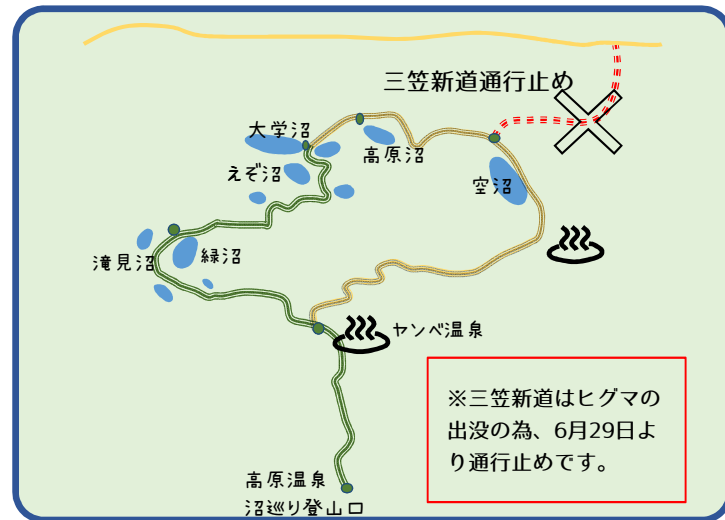 三笠新道通行止め
大学沼
高原沼
えぞ沼
空沼
滝見沼
緑沼
ヤンベ温泉
※三笠新道はヒグマの
出没の為、6月29日よ
り通行止めです。
高原温泉
沼巡り登山口